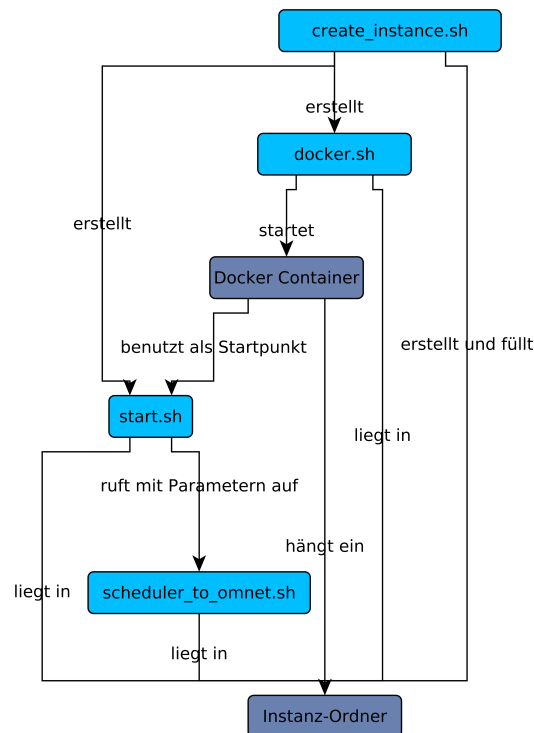 create_instance.sh
erstellt
docker.sh
erstellt
startet
Docker Container
benutzt als Startpunkt
erstellt und füllt
start.sh
liegt in
ruft mit Parametern auf
hängt ein
liegt in
scheduler_to_omnet.sh
liegt in
Instanz-Ordner